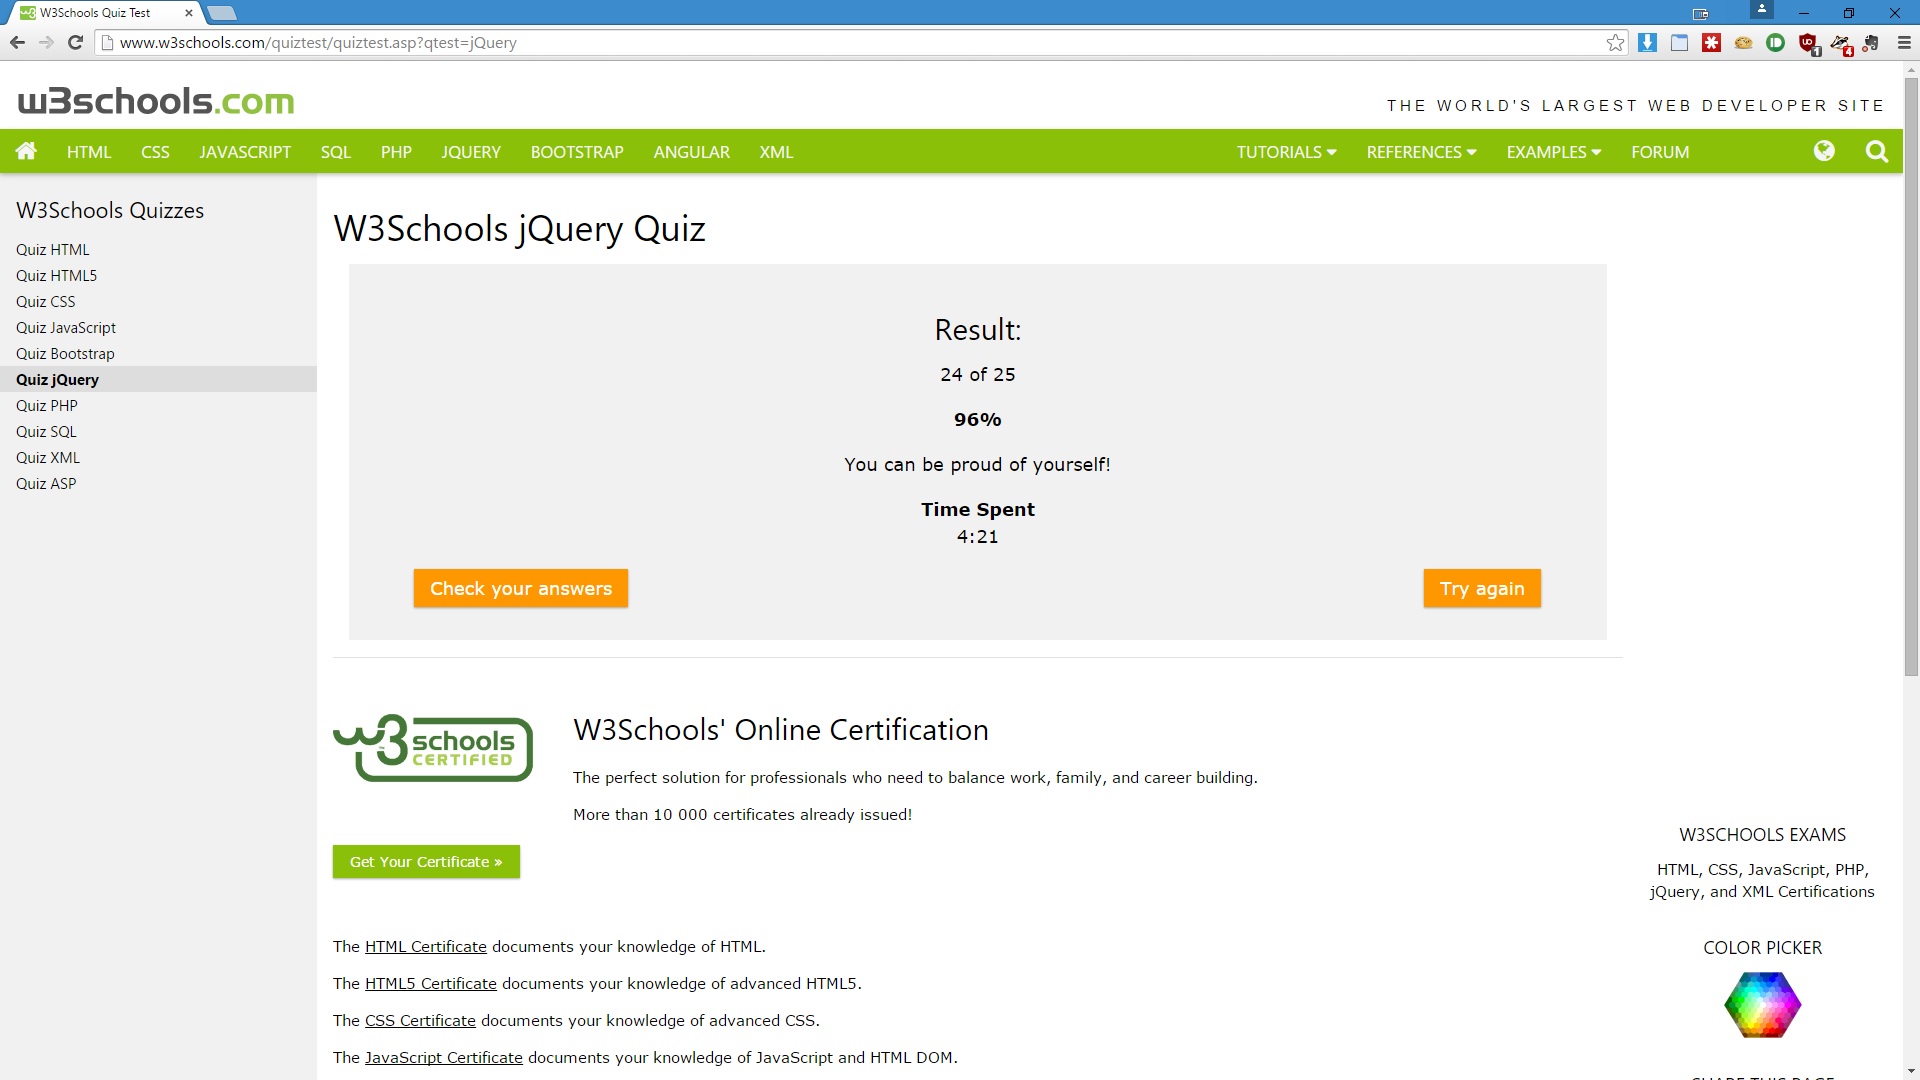 W3Schools Quiz Test
www.w3schools.com/quiztest/quiztest.asp?qtest=jQuery
1
4
w3schools.com
THE WORLD'S LARGEST WEB DEVELOPER SITE
HTML CSS JAVASCRIPT SQL PHP JQUERY BOOTSTRAP ANGULAR XML TUTORIALS REFERENCES EXAMPLES FORUM
W3Schools Quizzes
Quiz HTML
Quiz HTML5
Quiz CSS
Quiz JavaScript
Quiz Bootstrap
Quiz jQuery
Quiz PHP
Quiz SQL
Quiz XML
Quiz ASP
W3Schools jQuery Quiz
Result:
24 of 25
96%
You can be proud of yourself!
Time Spent
4:21
Check your answers
Try again
w3schools
CERTIFIED
W3Schools' Online Certification
The perfect solution for professionals who need to balance work, family, and career building.
More than 10 000 certificates already issued!
Get Your Certificate »
The HTML Certificate documents your knowledge of HTML.
The HTML5 Certificate documents your knowledge of advanced HTML5.
The CSS Certificate documents your knowledge of advanced CSS.
The JavaScript Certificate documents your knowledge of JavaScript and HTML DOM.
W3SCHOOLS EXAMS
HTML, CSS, JavaScript, PHP,
jQuery, and XML Certifications
COLOR PICKER
SHARE THIS PAGE